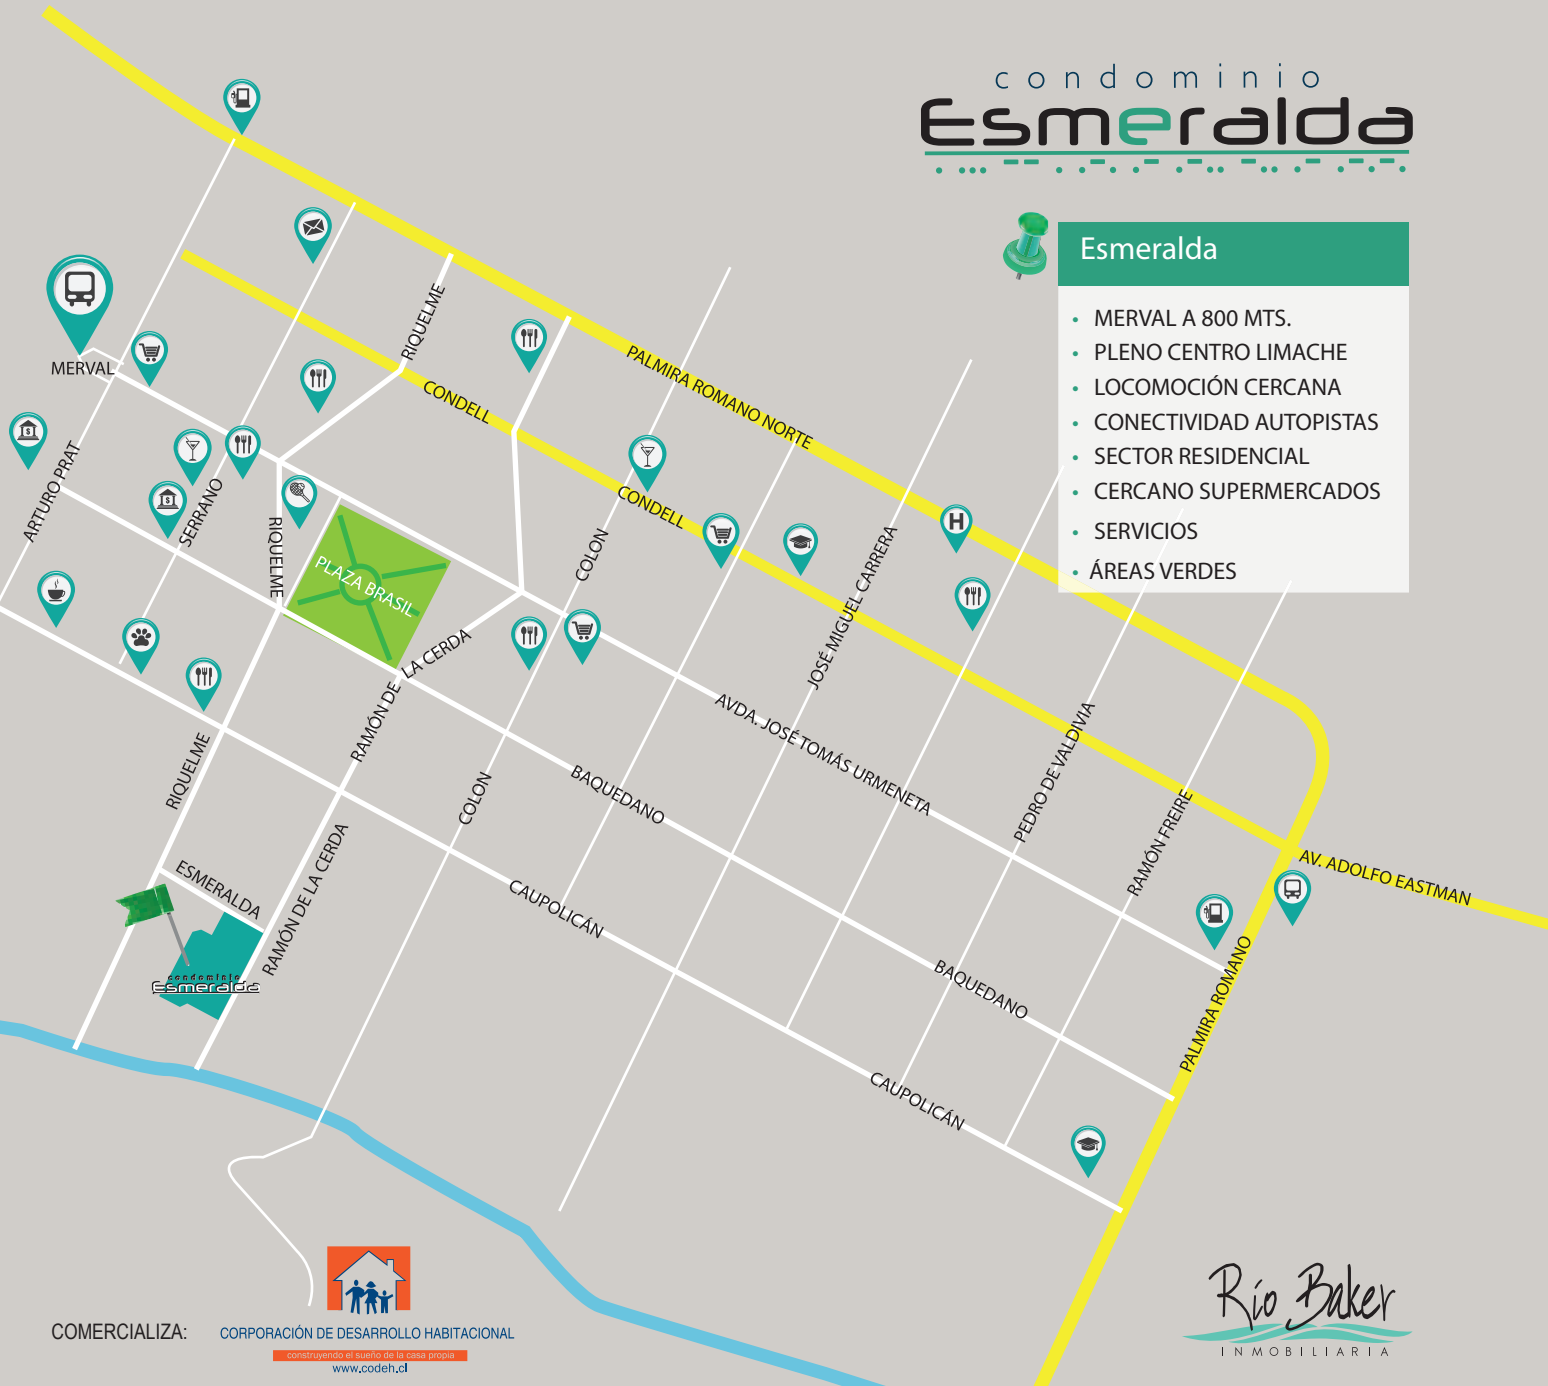 condominio
Esmeralda
Esmeralda
• MERVAL A 800 MTS.
• PLENO CENTRO LIMACHE
• LOCOMOCIÓN CERCANA
• CONECTIVIDAD AUTOPISTAS
• SECTOR RESIDENCIAL
• CERCANO SUPERMERCADOS
• SERVICIOS
• ÁREAS VERDES
MERVAL
RIQUELME
PALMIRA ROMANO NORTE
CONDELL
CONDELL
ARTURO PRAT
SERRANO
RIQUELME
PLAZA BRASIL
COLON
JOSÉ MIGUEL CARRERA
H
LA CERDA
RAMÓN DE
AVDA. JOSÉ TOMÁS URMENETA
PEDRO DE VALDIVIA
RAMÓN FREIRE
RIQUELME
COLON
BAQUEDANO
AV. ADOLFO EASTMAN
ESMERALDA
RAMÓN DE LA CERDA
CAUPOLICÁN
BAQUEDANO
PALMIRA ROMANO
condominio
Esmeralda
CAUPOLICÁN
COMERCIALIZA:
CORPORACIÓN DE DESARROLLO HABITACIONAL
construyendo el sueño de la casa propia
www.codeh.cl
Río Baker
INMOBILIARIA